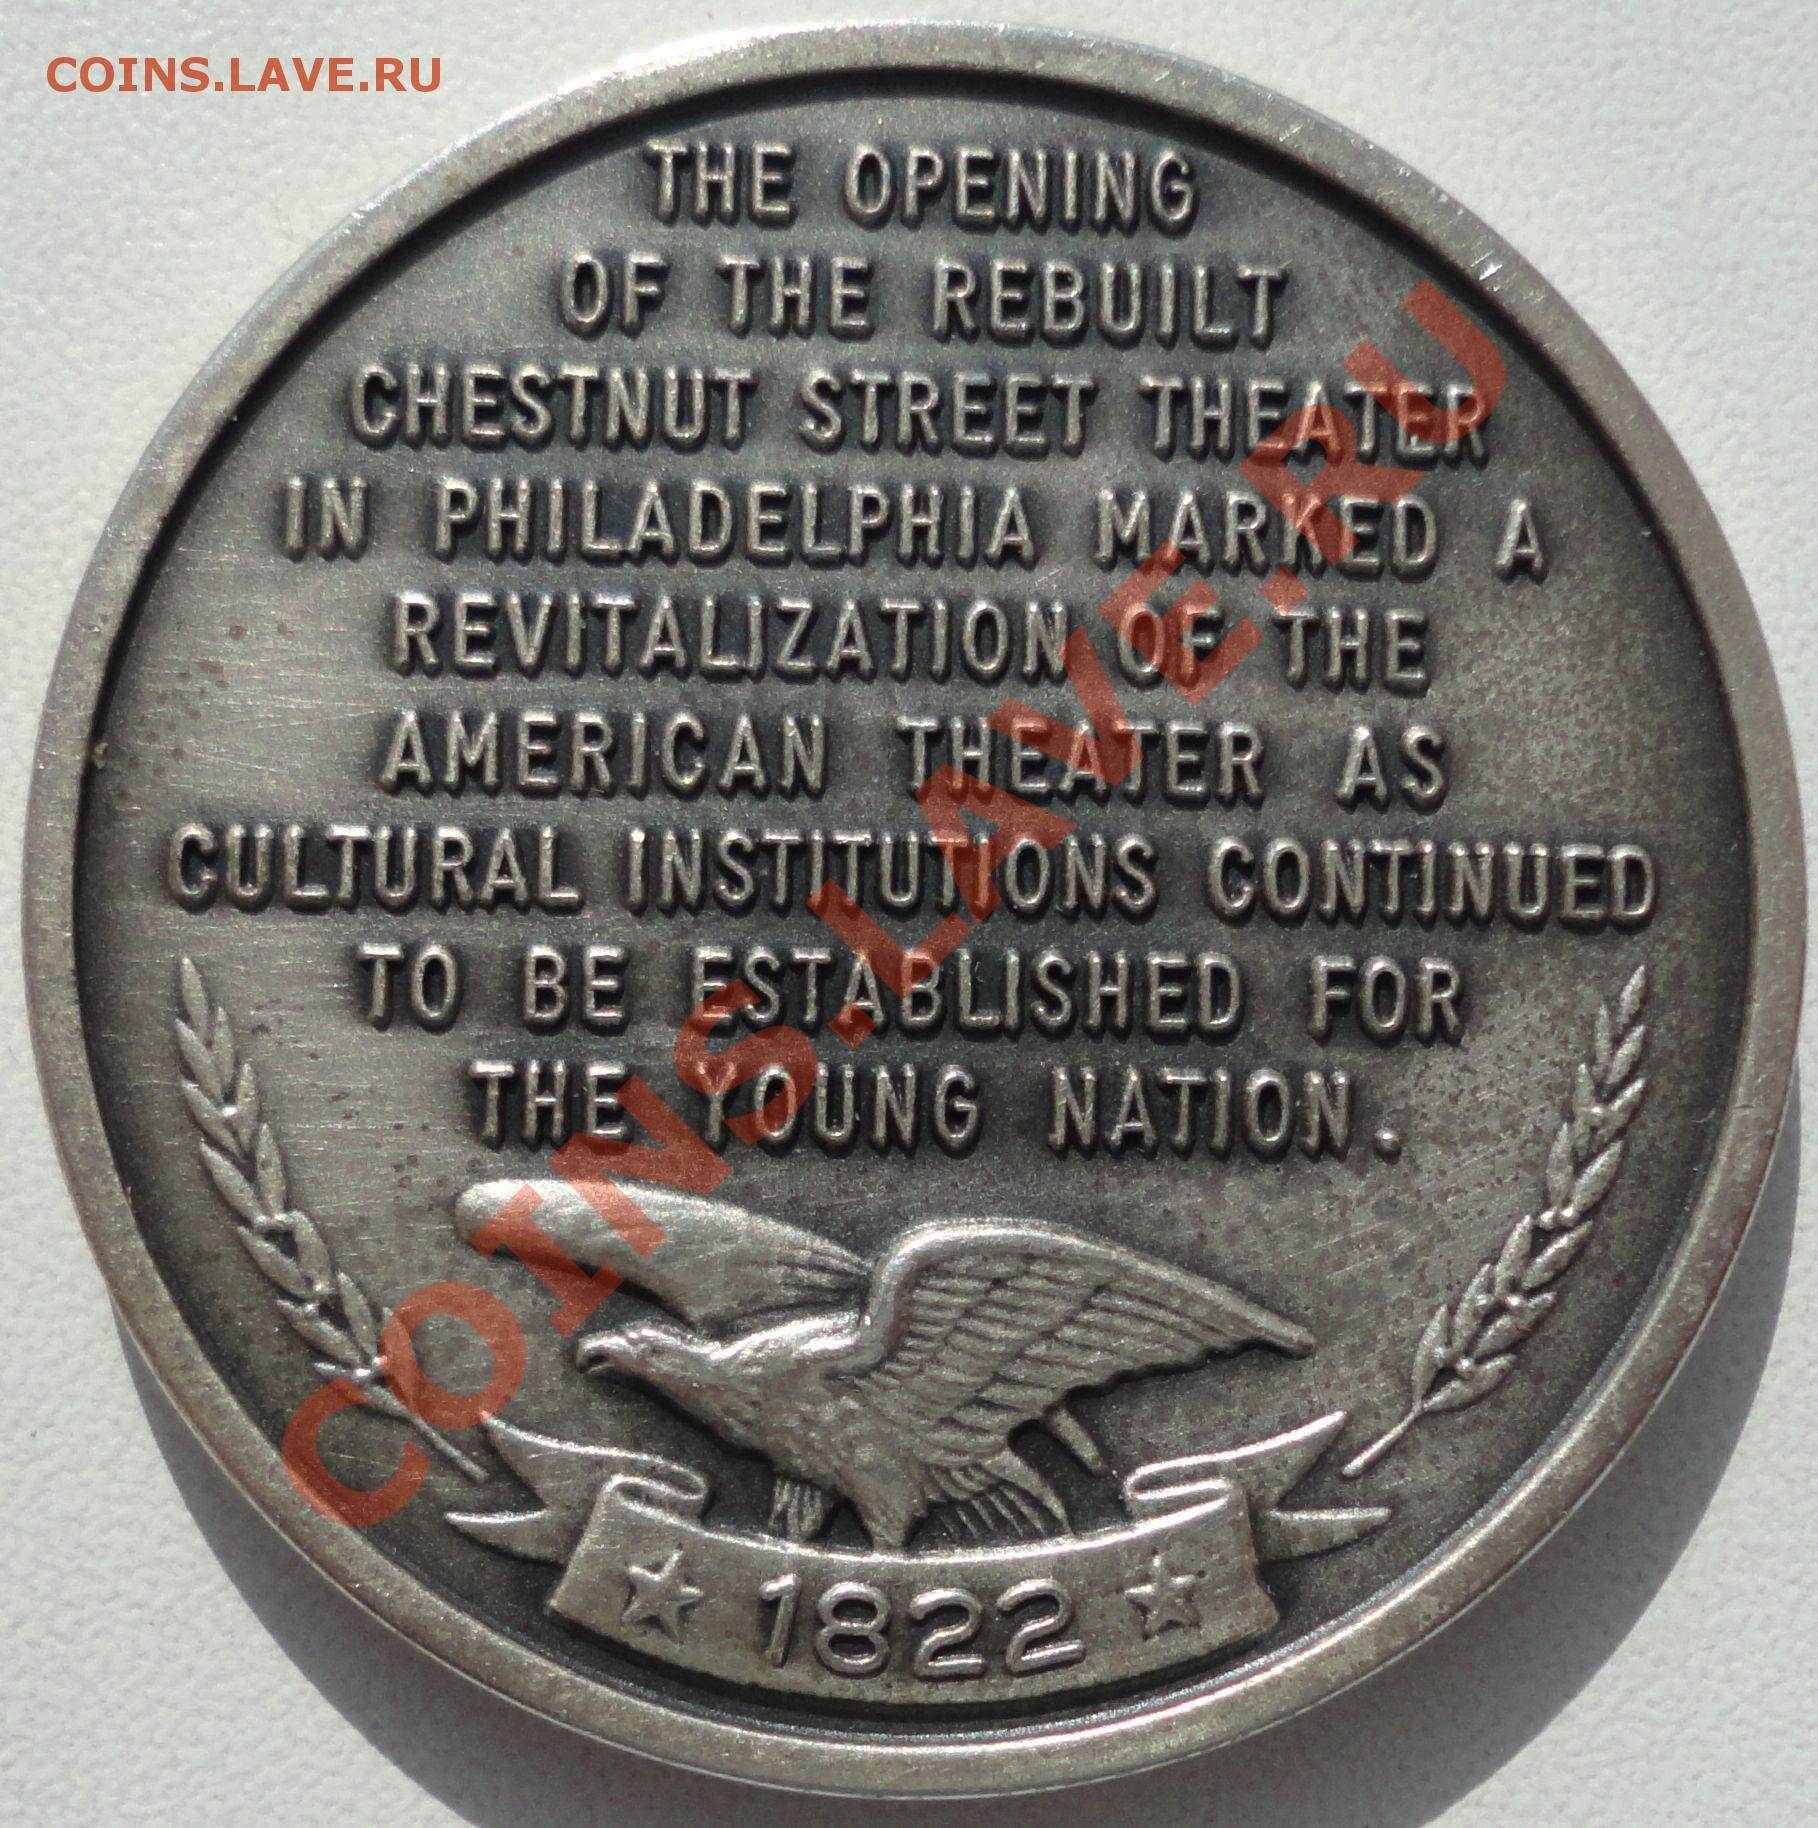 COINS.LAVE.RU
THE OPENING
OF THE REBUILT
CHESTNUT STREET THEATER
IN PHILADELPHIA MARKED A
REVITALIZATION OF THE
AMERICAN THEATER AS
CULTURAL INSTITUTIONS CONTINUED
TO BE ESTABLISHED FOR
THE YOUNG NATION.
1822
COINS.LAVE.RU